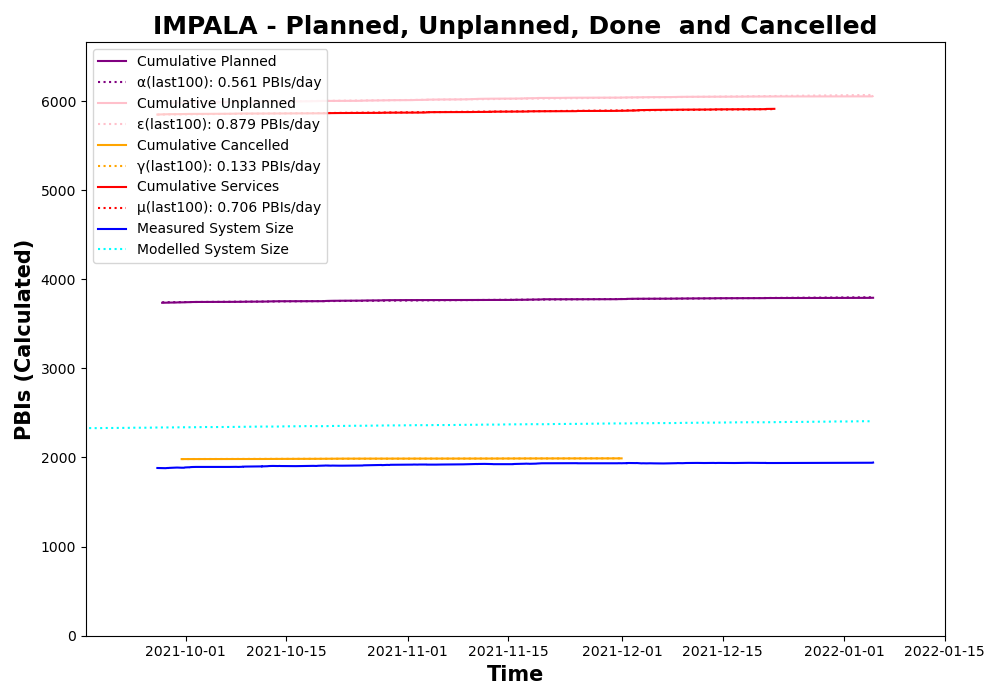 IMPALA - Planned, Unplanned, Done  and Cancelled
Cumulative Planned
α(last100): 0.561 PBIs/day
Cumulative Unplanned
ε(last100): 0.879 PBIs/day
Cumulative Cancelled
γ(last100): 0.133 PBIs/day
Cumulative Services
μ(last100): 0.706 PBIs/day
Measured System Size
Modelled System Size
PBIs (Calculated)
6000
5000
4000
3000
2000
1000
0
2021-10-01 2021-10-15 2021-11-01 2021-11-15 2021-12-01 2021-12-15 2022-01-01 2022-01-15
Time